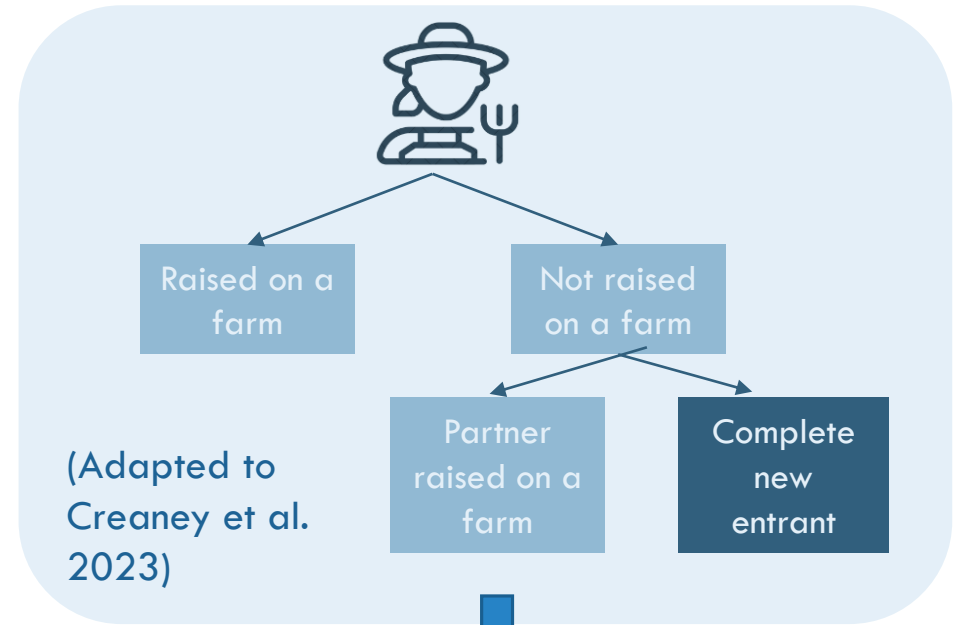 Raised on a
farm
Not raised
on a farm
Partner
raised on a
farm
Complete
new
entrant
(Adapted to
Creaney et al.
2023)